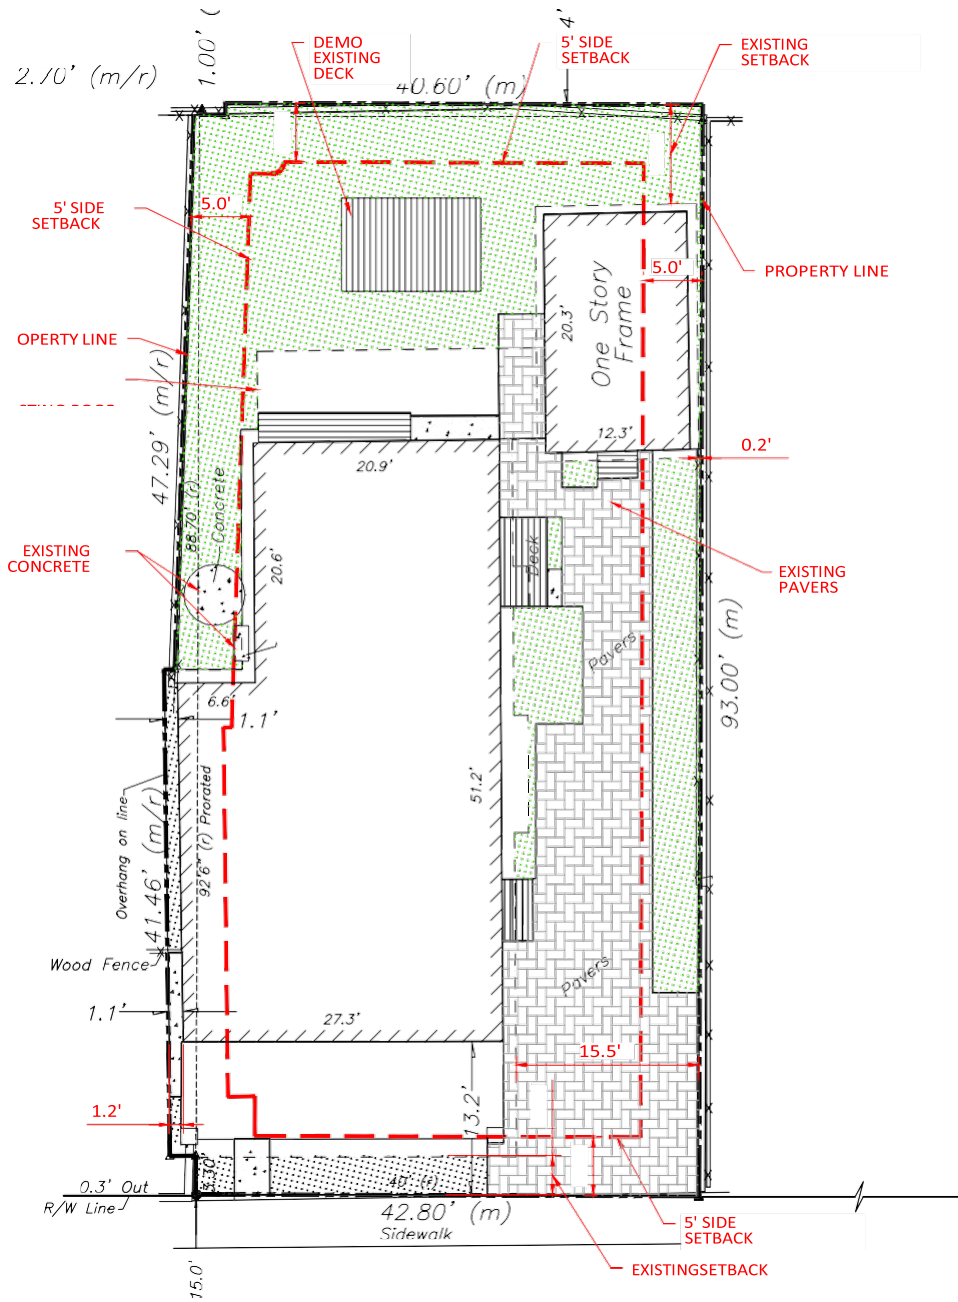 1.00'
4'
DEMO
EXISTING
DECK
5' SIDE
SETBACK
EXISTING
SETBACK
2.70' (m/r)
40.60' (m)
5.0'
5' SIDE
SETBACK
5.0'
PROPERTY LINE
One Story
Frame
20.3'
OPERTY LINE
47.29' (m/r)
12.3'
0.2'
20.9'
88.70' (r)
Concrete
EXISTING
CONCRETE
20.6'
Deck
EXISTING
PAVERS
Pavers
93.00' (m)
6.6'
1.1'
51.2'
Overhang on line
41.46' (m/r)
92.6' (r) Prorated
Wood Fence
Pavers
1.1'
27.3'
15.5'
1.2'
13.2'
3.30'
0.3' Out
R/W Line
40' (r)
42.80' (m)
Sidewalk
5' SIDE
SETBACK
EXISTINGSETBACK
15.0'